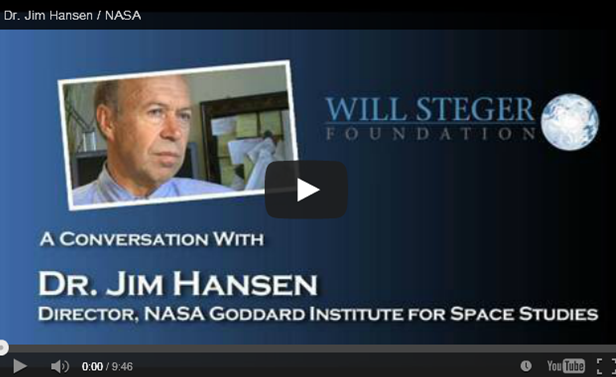 Dr. Jim Hansen / NASA
WILL STEGER
FOUNDATION
A CONVERSATION WITH
DR. JIM HANSEN
DIRECTOR, NASA GODDARD INSTITUTE FOR SPACE STUDIES
0:00 / 9:46
YouTube